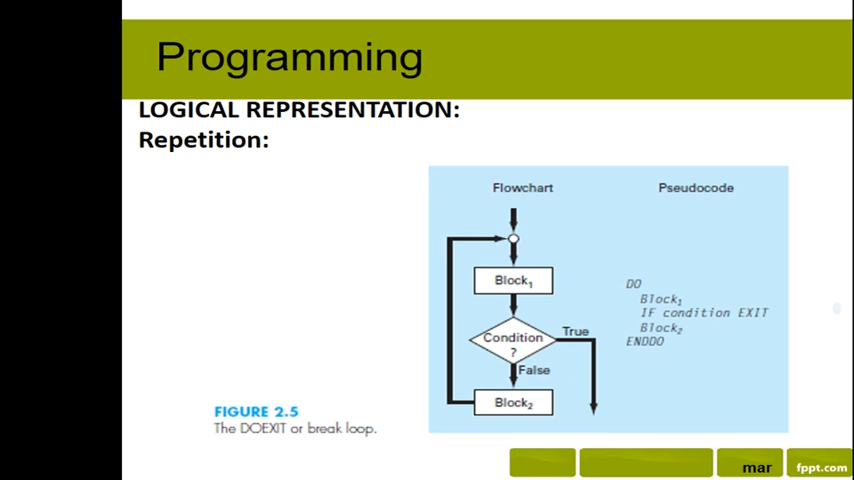 Programming
LOGICAL REPRESENTATION:
Repetition:
Flowchart
Pseudocode
Block₁
Condition
?
True
False
Block₂
DO
Block₁
IF condition EXIT
Block₂
ENDDO
FIGURE 2.5
The DOEXIT or break loop.
mar
fppt.com